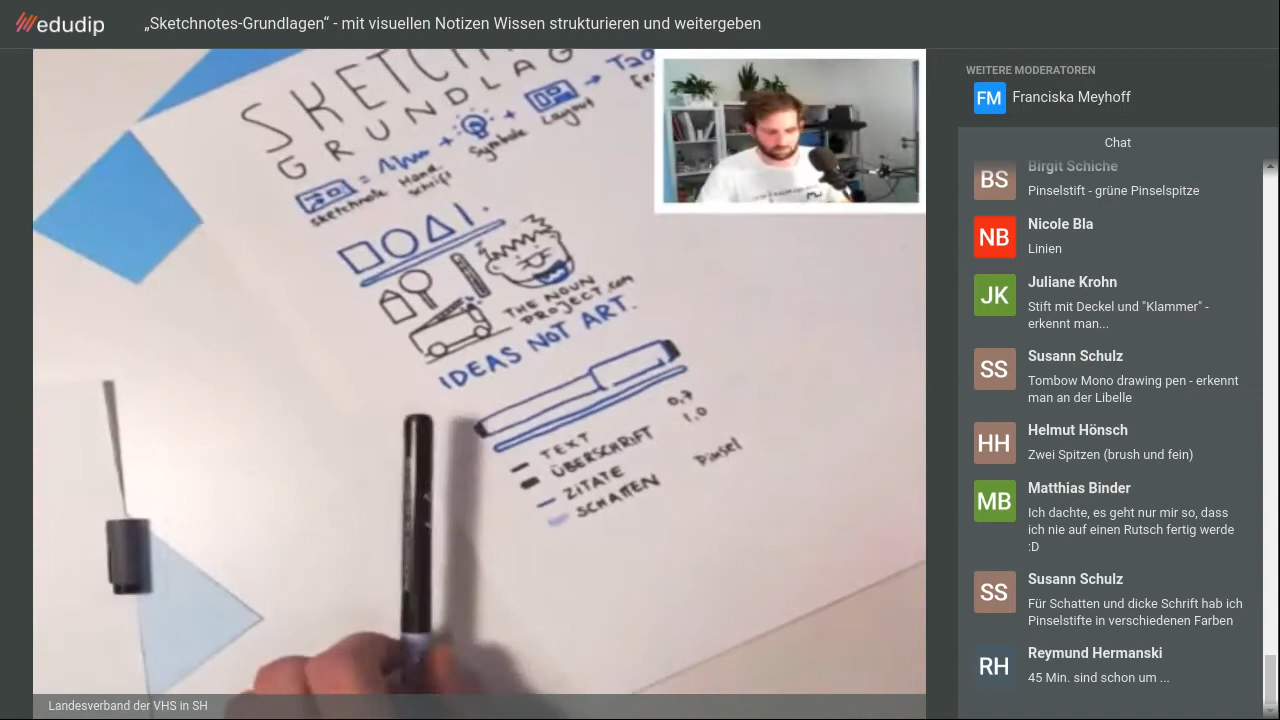 edudip
„Sketchnotes-Grundlagen“ - mit visuellen Notizen Wissen strukturieren und weitergeben
GRUNDLAG
Sketchnote
=
Hand
schrift
+
Symbole
+
Layout
THE NOUN
PROJECT.com
IDEAS NOT ART.
TEXT 0,7
ÜBERSCHRIFT 1,0
ZITATE
SCHATTEN Pinsel
Landesverband der VHS in SH
WEITERE MODERATOREN
FM
Franciska Meyhoff
Chat
BS
Birgit Schiche
Pinselstift - grüne Pinselspitze
NB
Nicole Bla
Linien
JK
Juliane Krohn
Stift mit Deckel und "Klammer" -
erkennt man...
SS
Susann Schulz
Tombow Mono drawing pen - erkennt
man an der Libelle
HH
Helmut Hönsch
Zwei Spitzen (brush und fein)
MB
Matthias Binder
Ich dachte, es geht nur mir so, dass
ich nie auf einen Rutsch fertig werde
:D
SS
Susann Schulz
Für Schatten und dicke Schrift hab ich
Pinselstifte in verschiedenen Farben
RH
Reymund Hermanski
45 Min. sind schon um ...